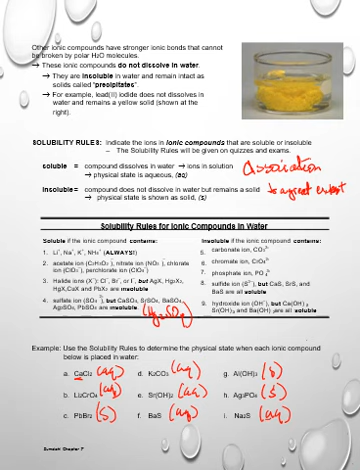 Other ionic compounds have stronger ionic bonds that cannot
be broken by polar H₂O molecules.
→ These ionic compounds do not dissolve in water.
→ They are insoluble in water and remain intact as
solids called "precipitates".
→ For example, lead(II) iodide does not dissolve in
water and remains a yellow solid (shown at the
right).
SOLUBILITY RULES: Indicate the ions in ionic compounds that are soluble or insoluble
– The Solubility Rules will be given on quizzes and exams.
soluble = compound dissolves in water → ions in solution
→ physical state is aqueous, (aq)
insoluble = compound does not dissolve in water but remains a solid
→ physical state is shown as solid, (s)
to a great extent
Solubility Rules for Ionic Compounds in Water
Soluble if the ionic compound contains:
1. Li⁺, Na⁺, K⁺, NH₄⁺ (ALWAYS!)
2. acetate ion (C₂H₃O₂⁻), nitrate ion (NO₃⁻), chlorate
ion (ClO₃⁻), perchlorate ion (ClO₄⁻)
3. Halide ions (X⁻): Cl⁻, Br⁻, or I⁻, but AgX, Hg₂X₂,
HgX, CuX and PbX₂ are insoluble
4. sulfate ion (SO₄²⁻), but CaSO₄, SrSO₄, BaSO₄,
Ag₂SO₄, PbSO₄ are insoluble
(H₂SO₄)
Insoluble if the ionic compound contains:
5. carbonate ion, CO₃²⁻
6. chromate ion, CrO₄²⁻
7. phosphate ion, PO₄³⁻
8. sulfide ion (S²⁻), but CaS, SrS, and
BaS are all soluble
9. hydroxide ion (OH⁻), but Ca(OH)₂,
Sr(OH)₂, and Ba(OH)₂ are all soluble
Example: Use the Solubility Rules to determine the physical state when each ionic compound
below is placed in water:
a. CaCl₂ (aq) d. K₂CO₃ (aq) g. Al(OH)₃ (s)
b. Li₂CrO₄ (aq) e. Sr(OH)₂ (aq) h. Ag₃PO₄ (s)
c. PbBr₂ (s) f. BaS (aq) i. Na₂S (aq)
Chapter 7